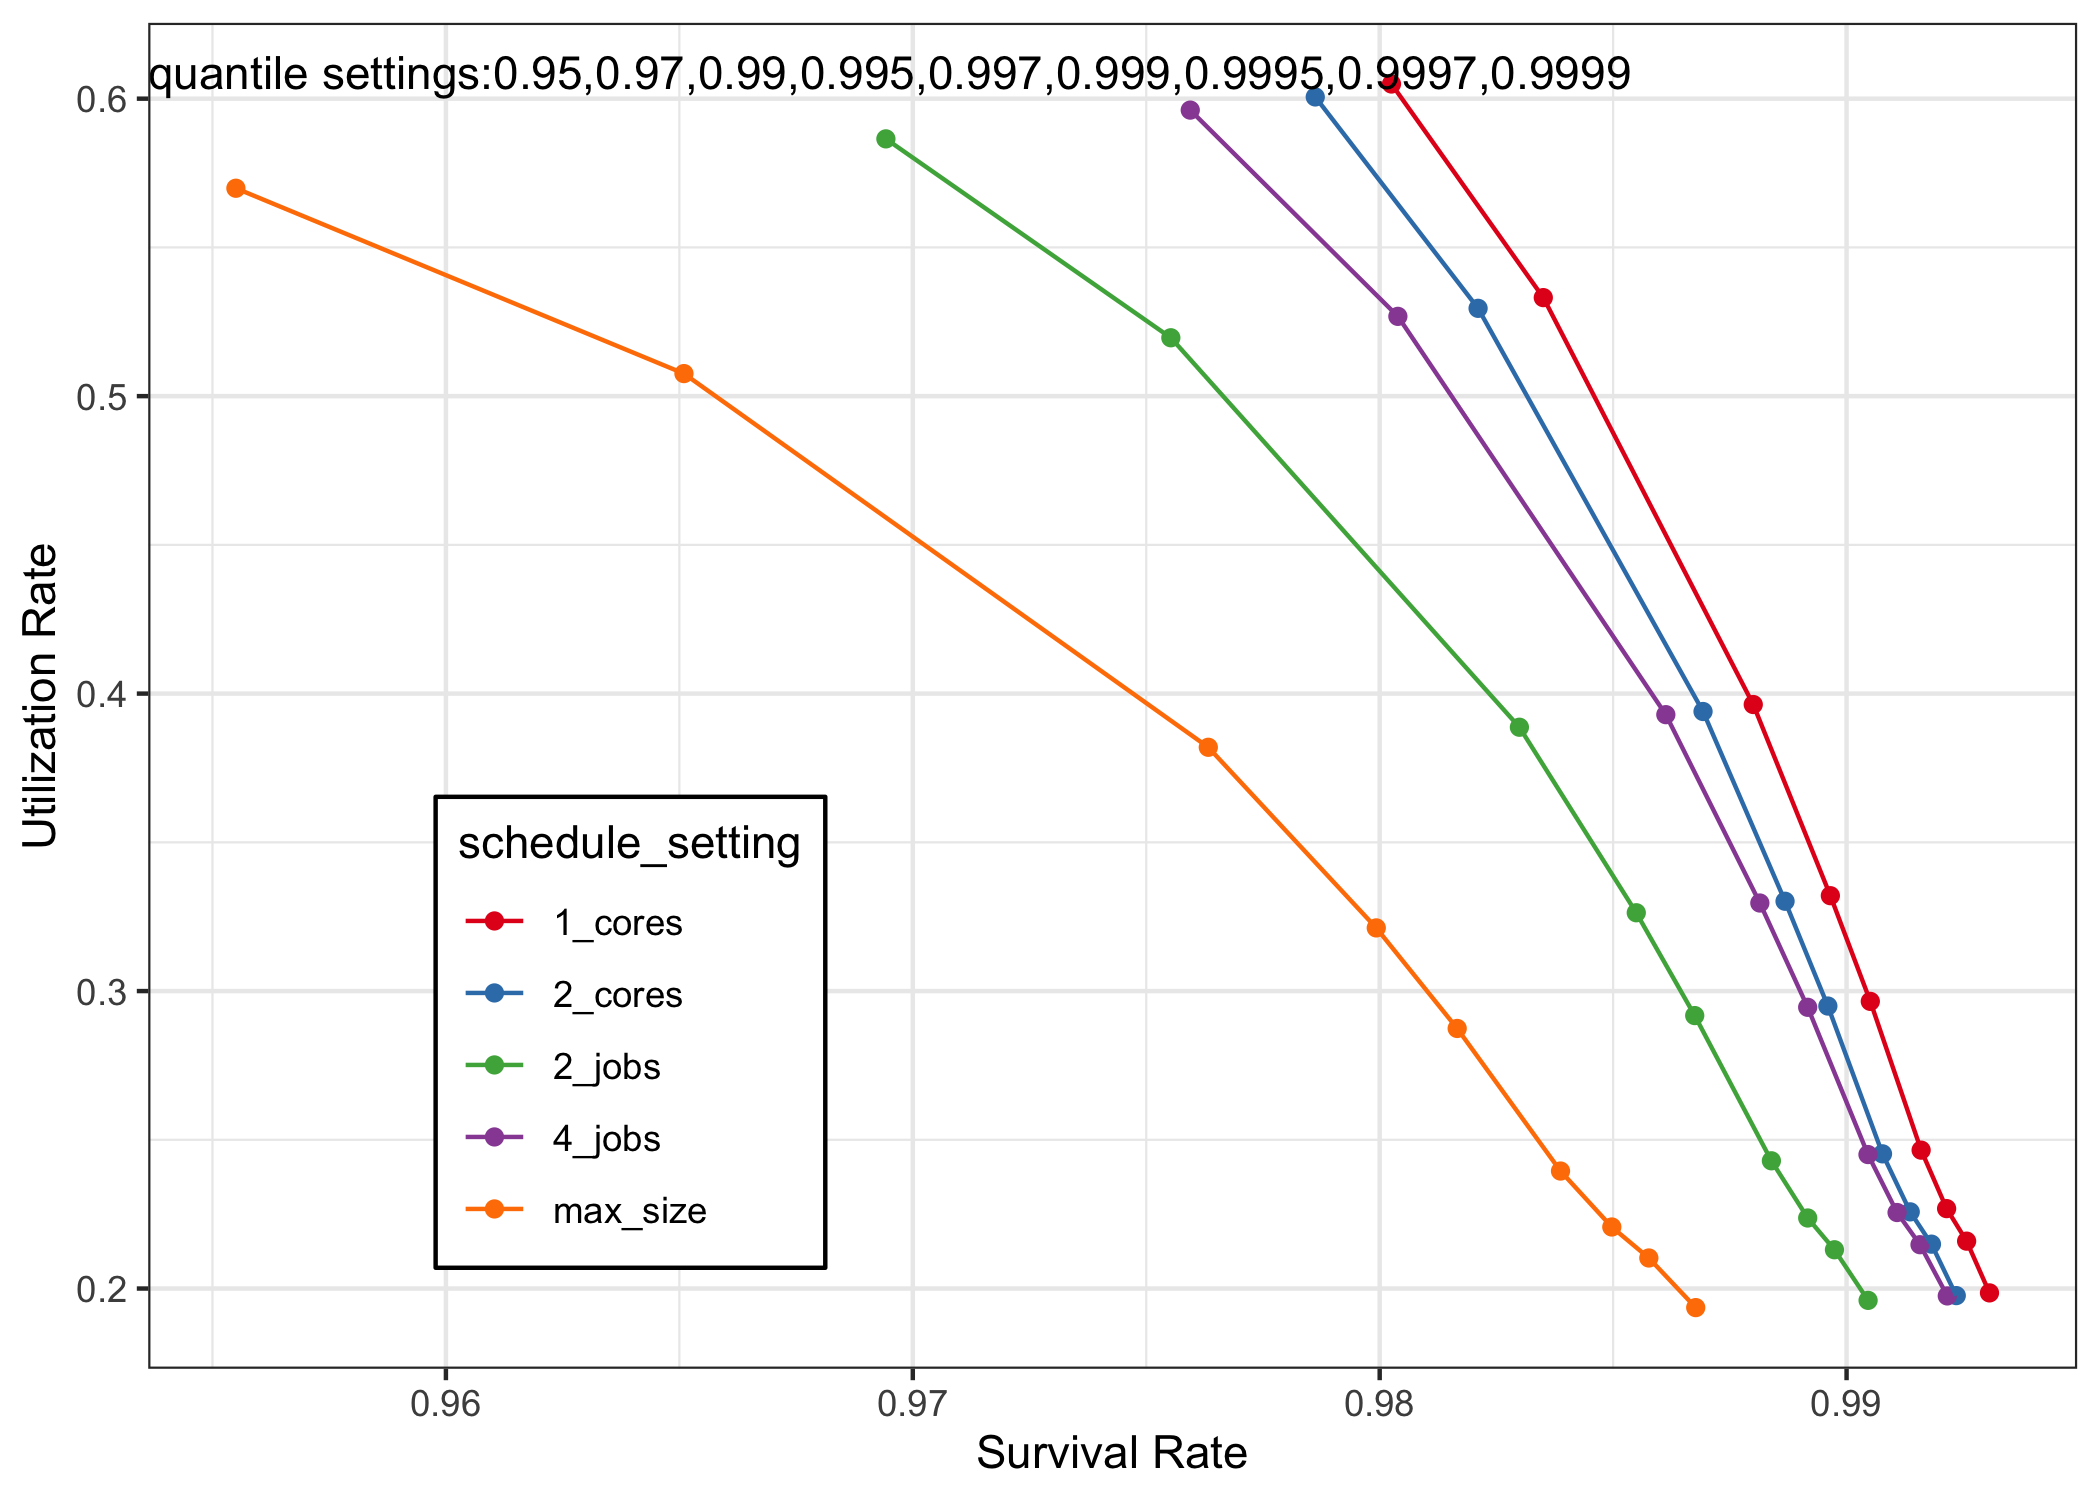 quantile settings:0.95,0.97,0.99,0.995,0.997,0.999,0.9995,0.9997,0.9999
0.6
0.5
0.4
0.3
0.2
Utilization Rate
schedule_setting
1_cores
2_cores
2_jobs
4_jobs
max_size
0.96
0.97
0.98
0.99
Survival Rate